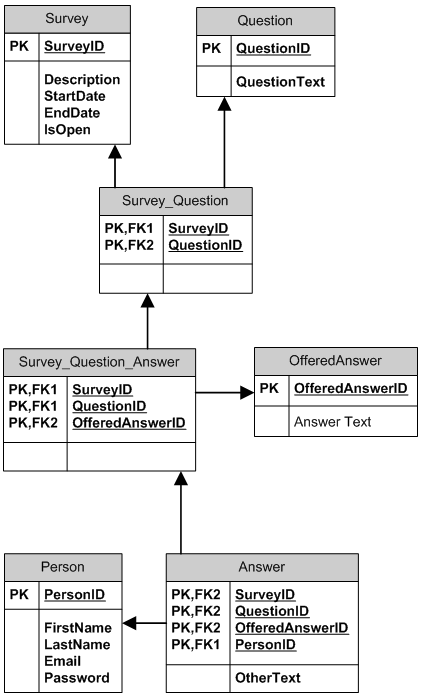 Survey
PK SurveyID
Description
StartDate
EndDate
IsOpen
Question
PK QuestionID
QuestionText
Survey_Question
PK,FK1 SurveyID
PK,FK2 QuestionID
Survey_Question_Answer
PK,FK1 SurveyID
PK,FK1 QuestionID
PK,FK2 OfferedAnswerID
OfferedAnswer
PK OfferedAnswerID
Answer Text
Person
PK PersonID
FirstName
LastName
Email
Password
Answer
PK,FK2 SurveyID
PK,FK2 QuestionID
PK,FK2 OfferedAnswerID
PK,FK1 PersonID
OtherText